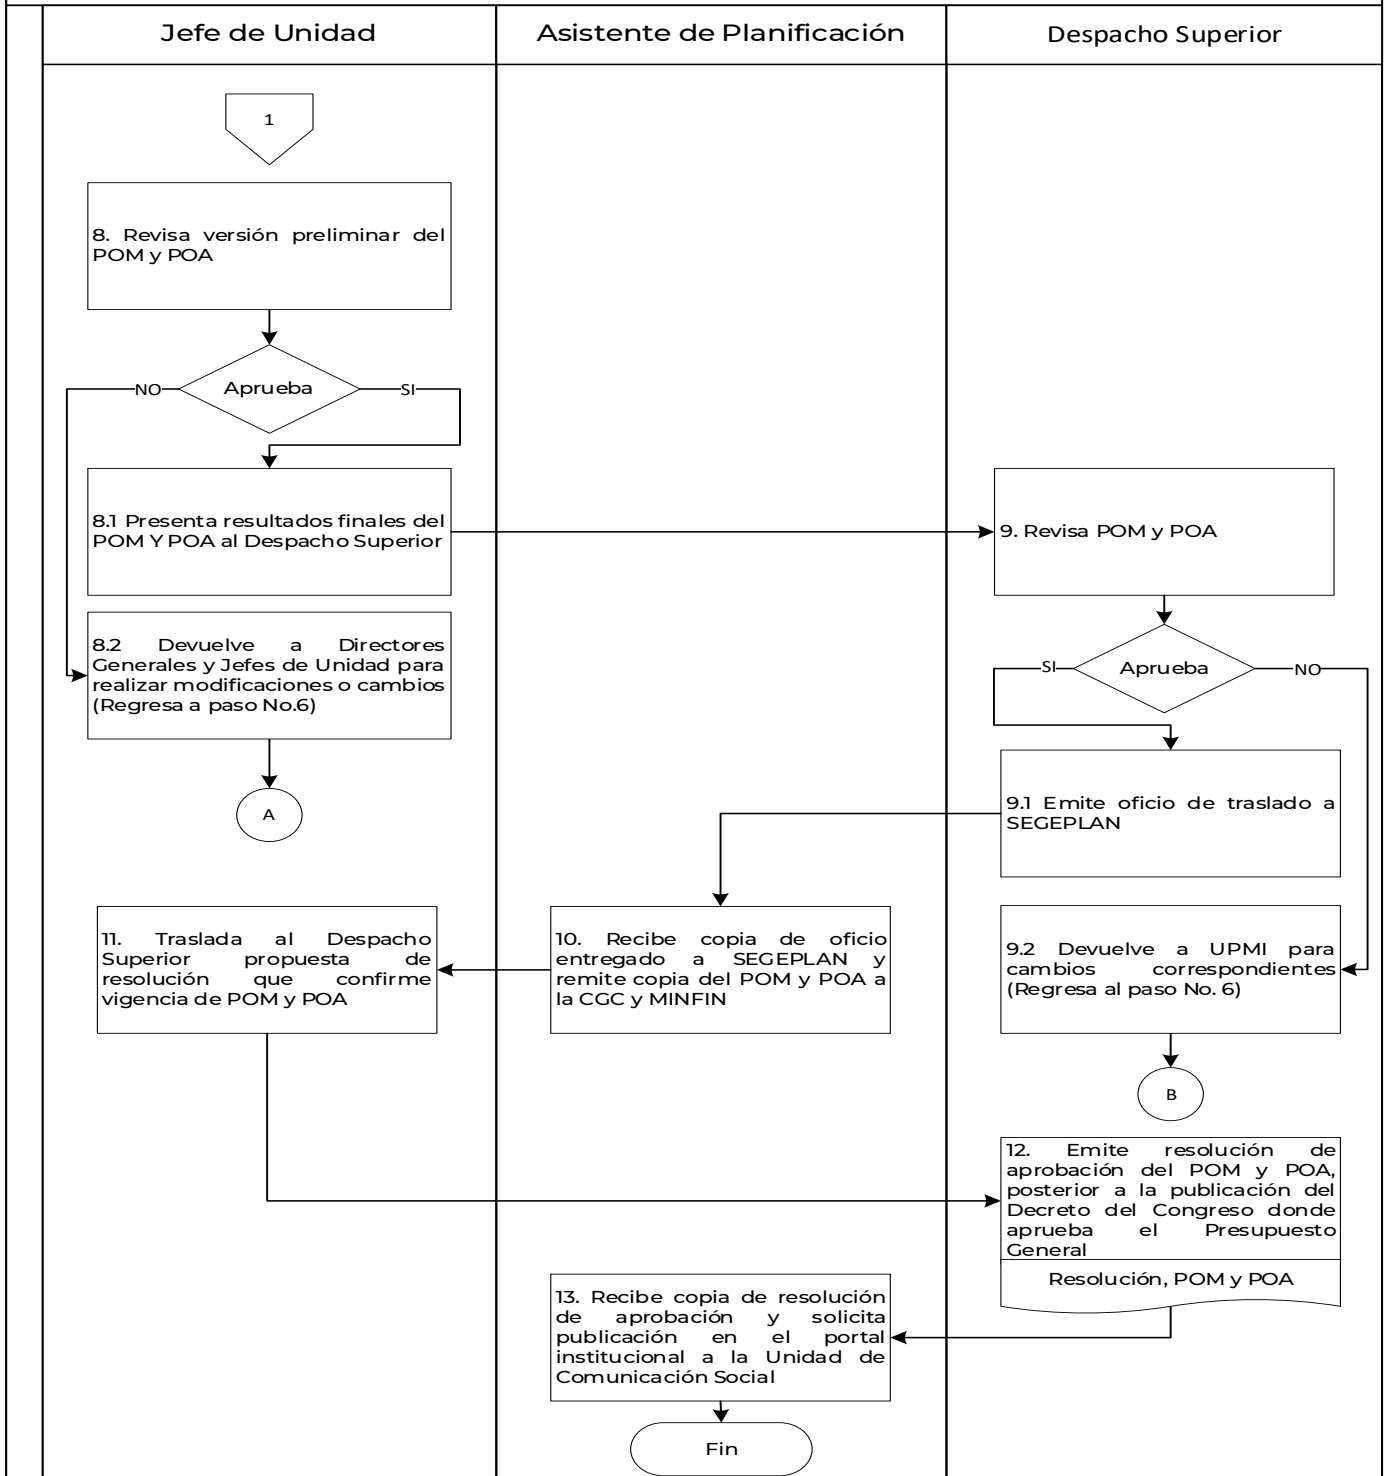 Jefe de Unidad
Asistente de Planificación
Despacho Superior
1
8. Revisa versión preliminar del
POM y POA
Aprueba
NO
SI
8.1 Presenta resultados finales del
POM Y POA al Despacho Superior
9. Revisa POM y POA
8.2 Devuelve a Directores
Generales y Jefes de Unidad para
realizar modificaciones o cambios
(Regresa a paso No.6)
A
SI
Aprueba
NO
9.1 Emite oficio de traslado a
SEGEPLAN
11. Traslada al Despacho
Superior propuesta de
resolución que confirme
vigencia de POM y POA
10. Recibe copia de oficio
entregado a SEGEPLAN y
remite copia del POM y POA a
la CGC y MINFIN
9.2 Devuelve a UPMI para
cambios correspondientes
(Regresa al paso No. 6)
B
12. Emite resolución de
aprobación del POM y POA,
posterior a la publicación del
Decreto del Congreso donde
aprueba el Presupuesto
General
Resolución, POM y POA
13. Recibe copia de resolución
de aprobación y solicita
publicación en el portal
institucional a la Unidad de
Comunicación Social
Fin